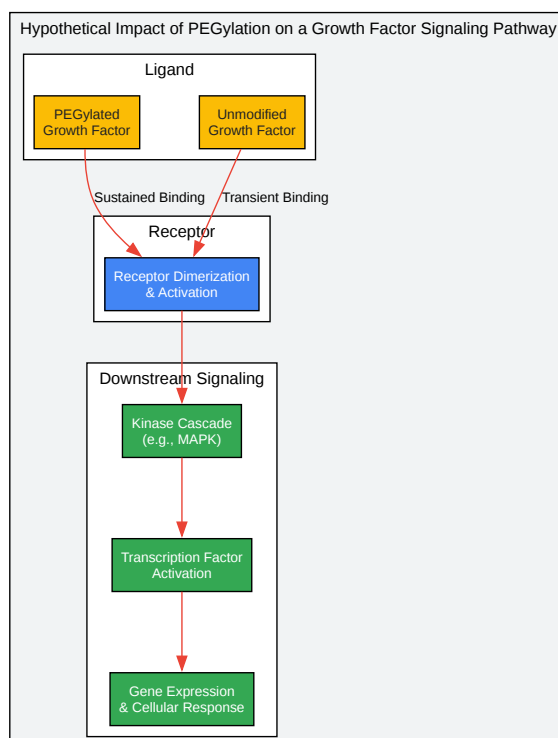 Hypothetical Impact of PEGylation on a Growth Factor Signaling Pathway
Ligand
PEGylated
Growth Factor
Unmodified
Growth Factor
Sustained Binding
Transient Binding
Receptor
Receptor Dimerization
& Activation
Downstream Signaling
Kinase Cascade
(e.g., MAPK)
Transcription Factor
Activation
Gene Expression
& Cellular Response